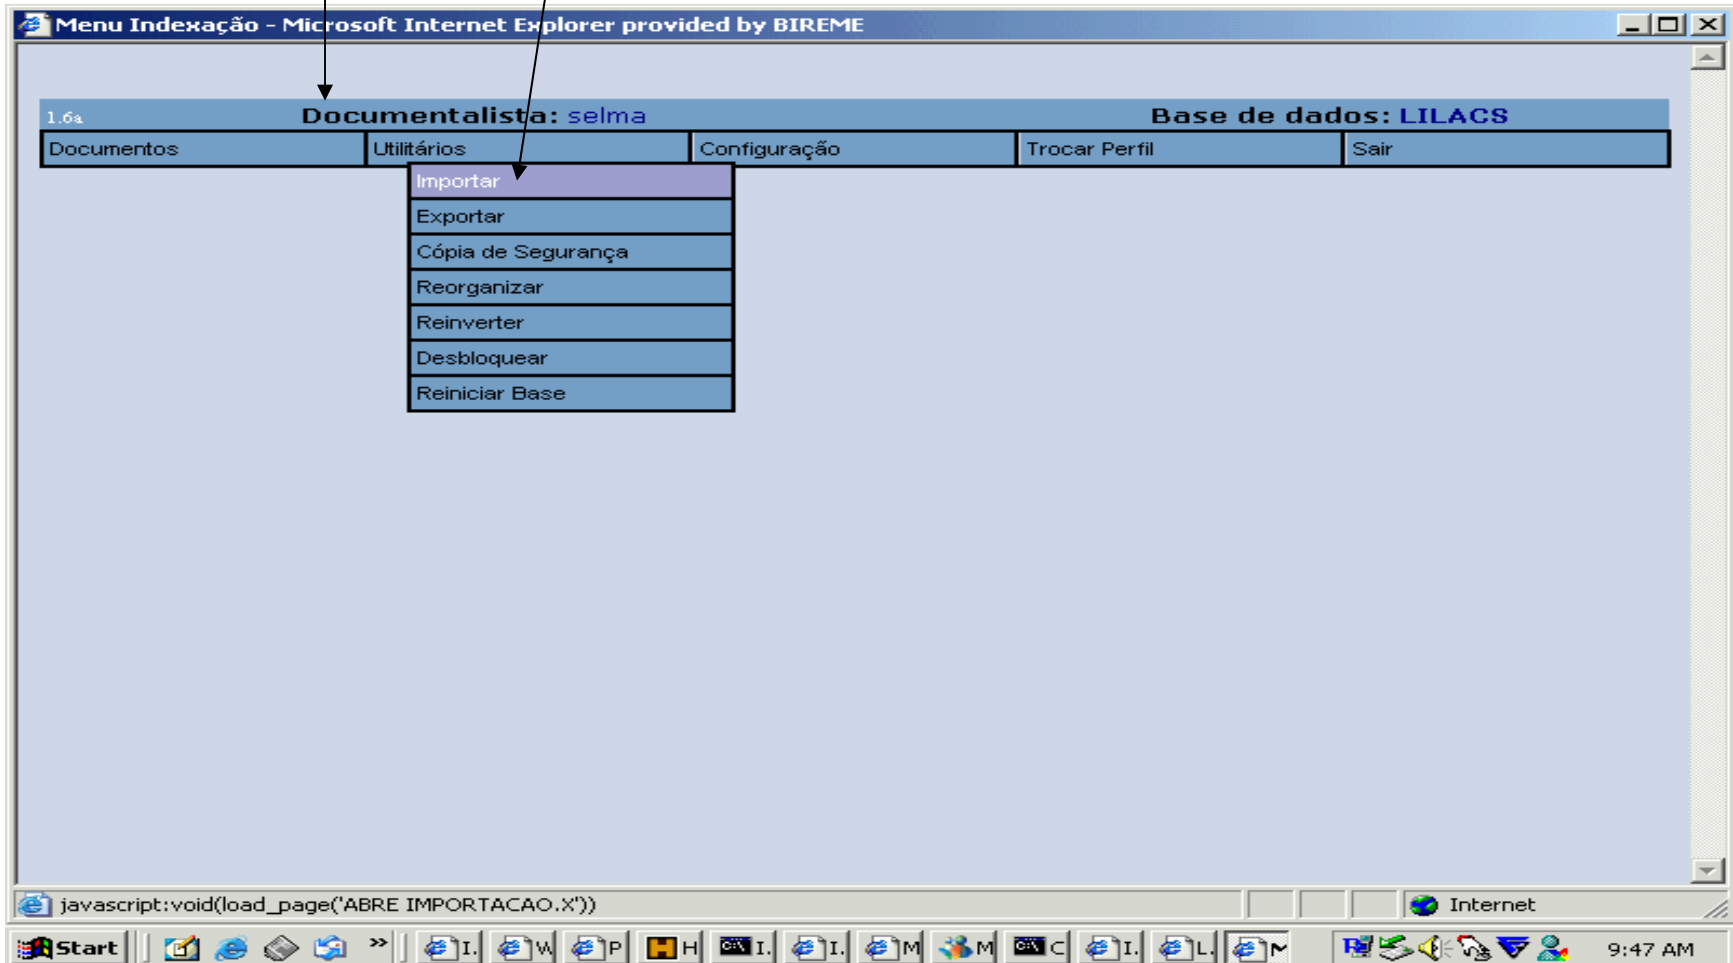 Menu Indexação - Microsoft Internet Explorer provided by BIREME
1.6a Documentalista: selma Base de dados: LILACS
Documentos Utilitários Configuração Trocar Perfil Sair
Importar
Exportar
Cópia de Segurança
Reorganizar
Reinverter
Desbloquear
Reiniciar Base
javascript:void(load_page('ABRE IMPORTACAO.X')) Internet
Start » I. W P H I. I. M M C I. L. 9:47 AM